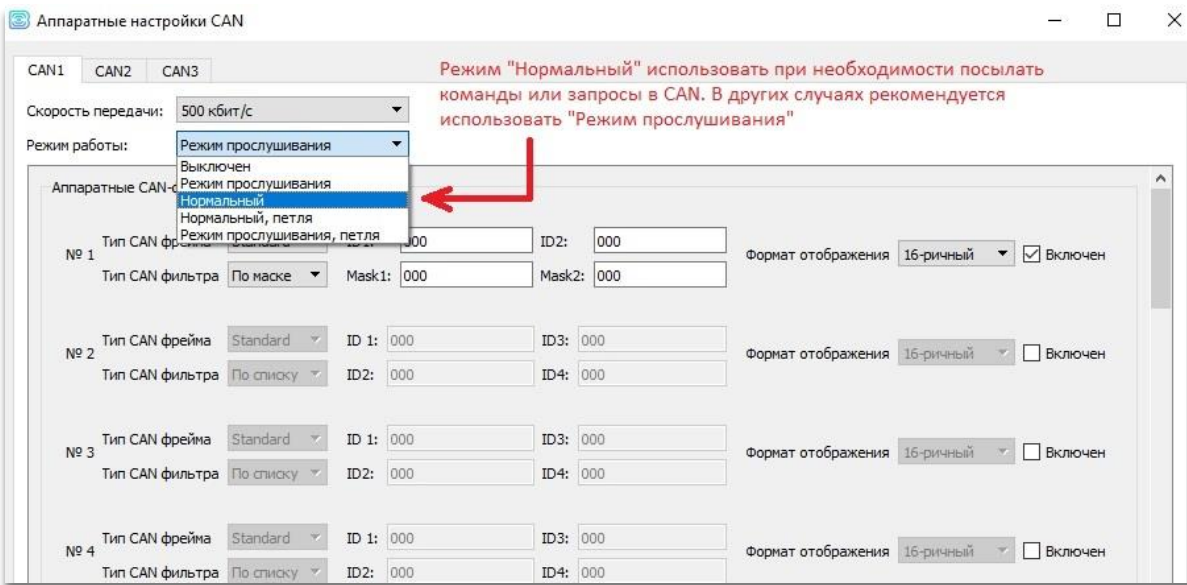 Аппаратные настройки CAN
CAN1 CAN2 CAN3
Режим "Нормальный" использовать при необходимости посылать
команды или запросы в CAN. В других случаях рекомендуется
использовать "Режим прослушивания"
Скорость передачи: 500 кбит/с
Режим работы: Режим прослушивания
Выключен
Режим прослушивания
Нормальный
Нормальный, петля
Режим прослушивания, петля
Аппаратные CAN-
№ 1
Тип CAN 000 ID2: 000
Тип CAN фильтра По маске Mask1: 000 Mask2: 000
Формат отображения 16-ричный Включен
№ 2
Тип CAN фрейма Standard ID 1: 000 ID3: 000
Тип CAN фильтра По списку ID2: 000 ID4: 000
Формат отображения 16-ричный Включен
№ 3
Тип CAN фрейма Standard ID 1: 000 ID3: 000
Тип CAN фильтра По списку ID2: 000 ID4: 000
Формат отображения 16-ричный Включен
№ 4
Тип CAN фрейма Standard ID 1: 000 ID3: 000
Тип CAN фильтра По списку ID2: 000 ID4: 000
Формат отображения 16-ричный Включен